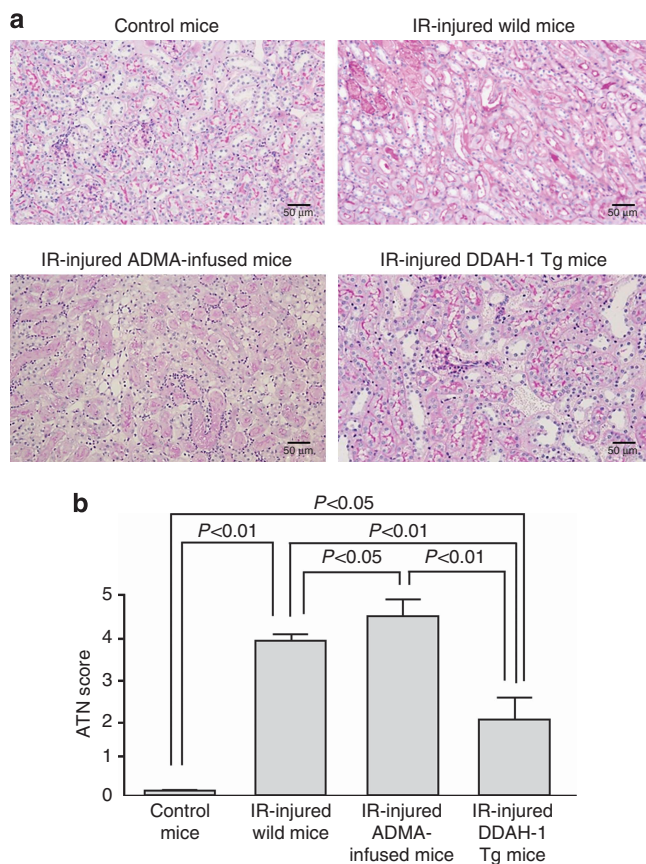 a
Control mice
IR-injured wild mice
50 μm
50 μm
IR-injured ADMA-infused mice
IR-injured DDAH-1 Tg mice
50 μm
50 μm
b
P<0.05
P<0.01
P<0.01
P<0.05
P<0.01
5
4
3
2
1
0
ATN score
Control
mice
IR-injured
wild mice
IR-injured
ADMA-
infused mice
IR-injured
DDAH-1
Tg mice